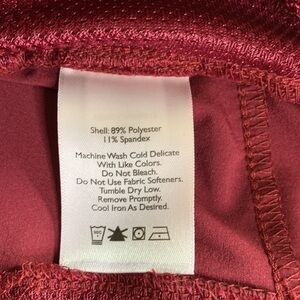 Shell: 89% Polyester
11% Spandex
Machine Wash Cold Delicate
With Like Colors.
Do Not Bleach.
Do Not Use Fabric Softeners.
Tumble Dry Low.
Remove Promptly.
Cool Iron As Desired.